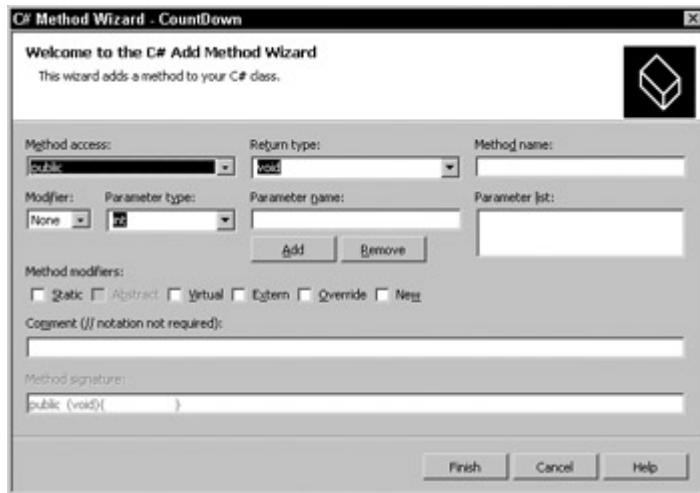 C# Method Wizard - CountDown
Welcome to the C# Add Method Wizard
This wizard adds a method to your C# class.
Method access: Return type: Method name:
public void
Modifier: Parameter type: Parameter name: Parameter list:
None int
Add Remove
Method modifiers:
Static Abstract Virtual Extern Override New
Comment (// notation not required):
Method signature:
public (void){ }
Finish Cancel Help